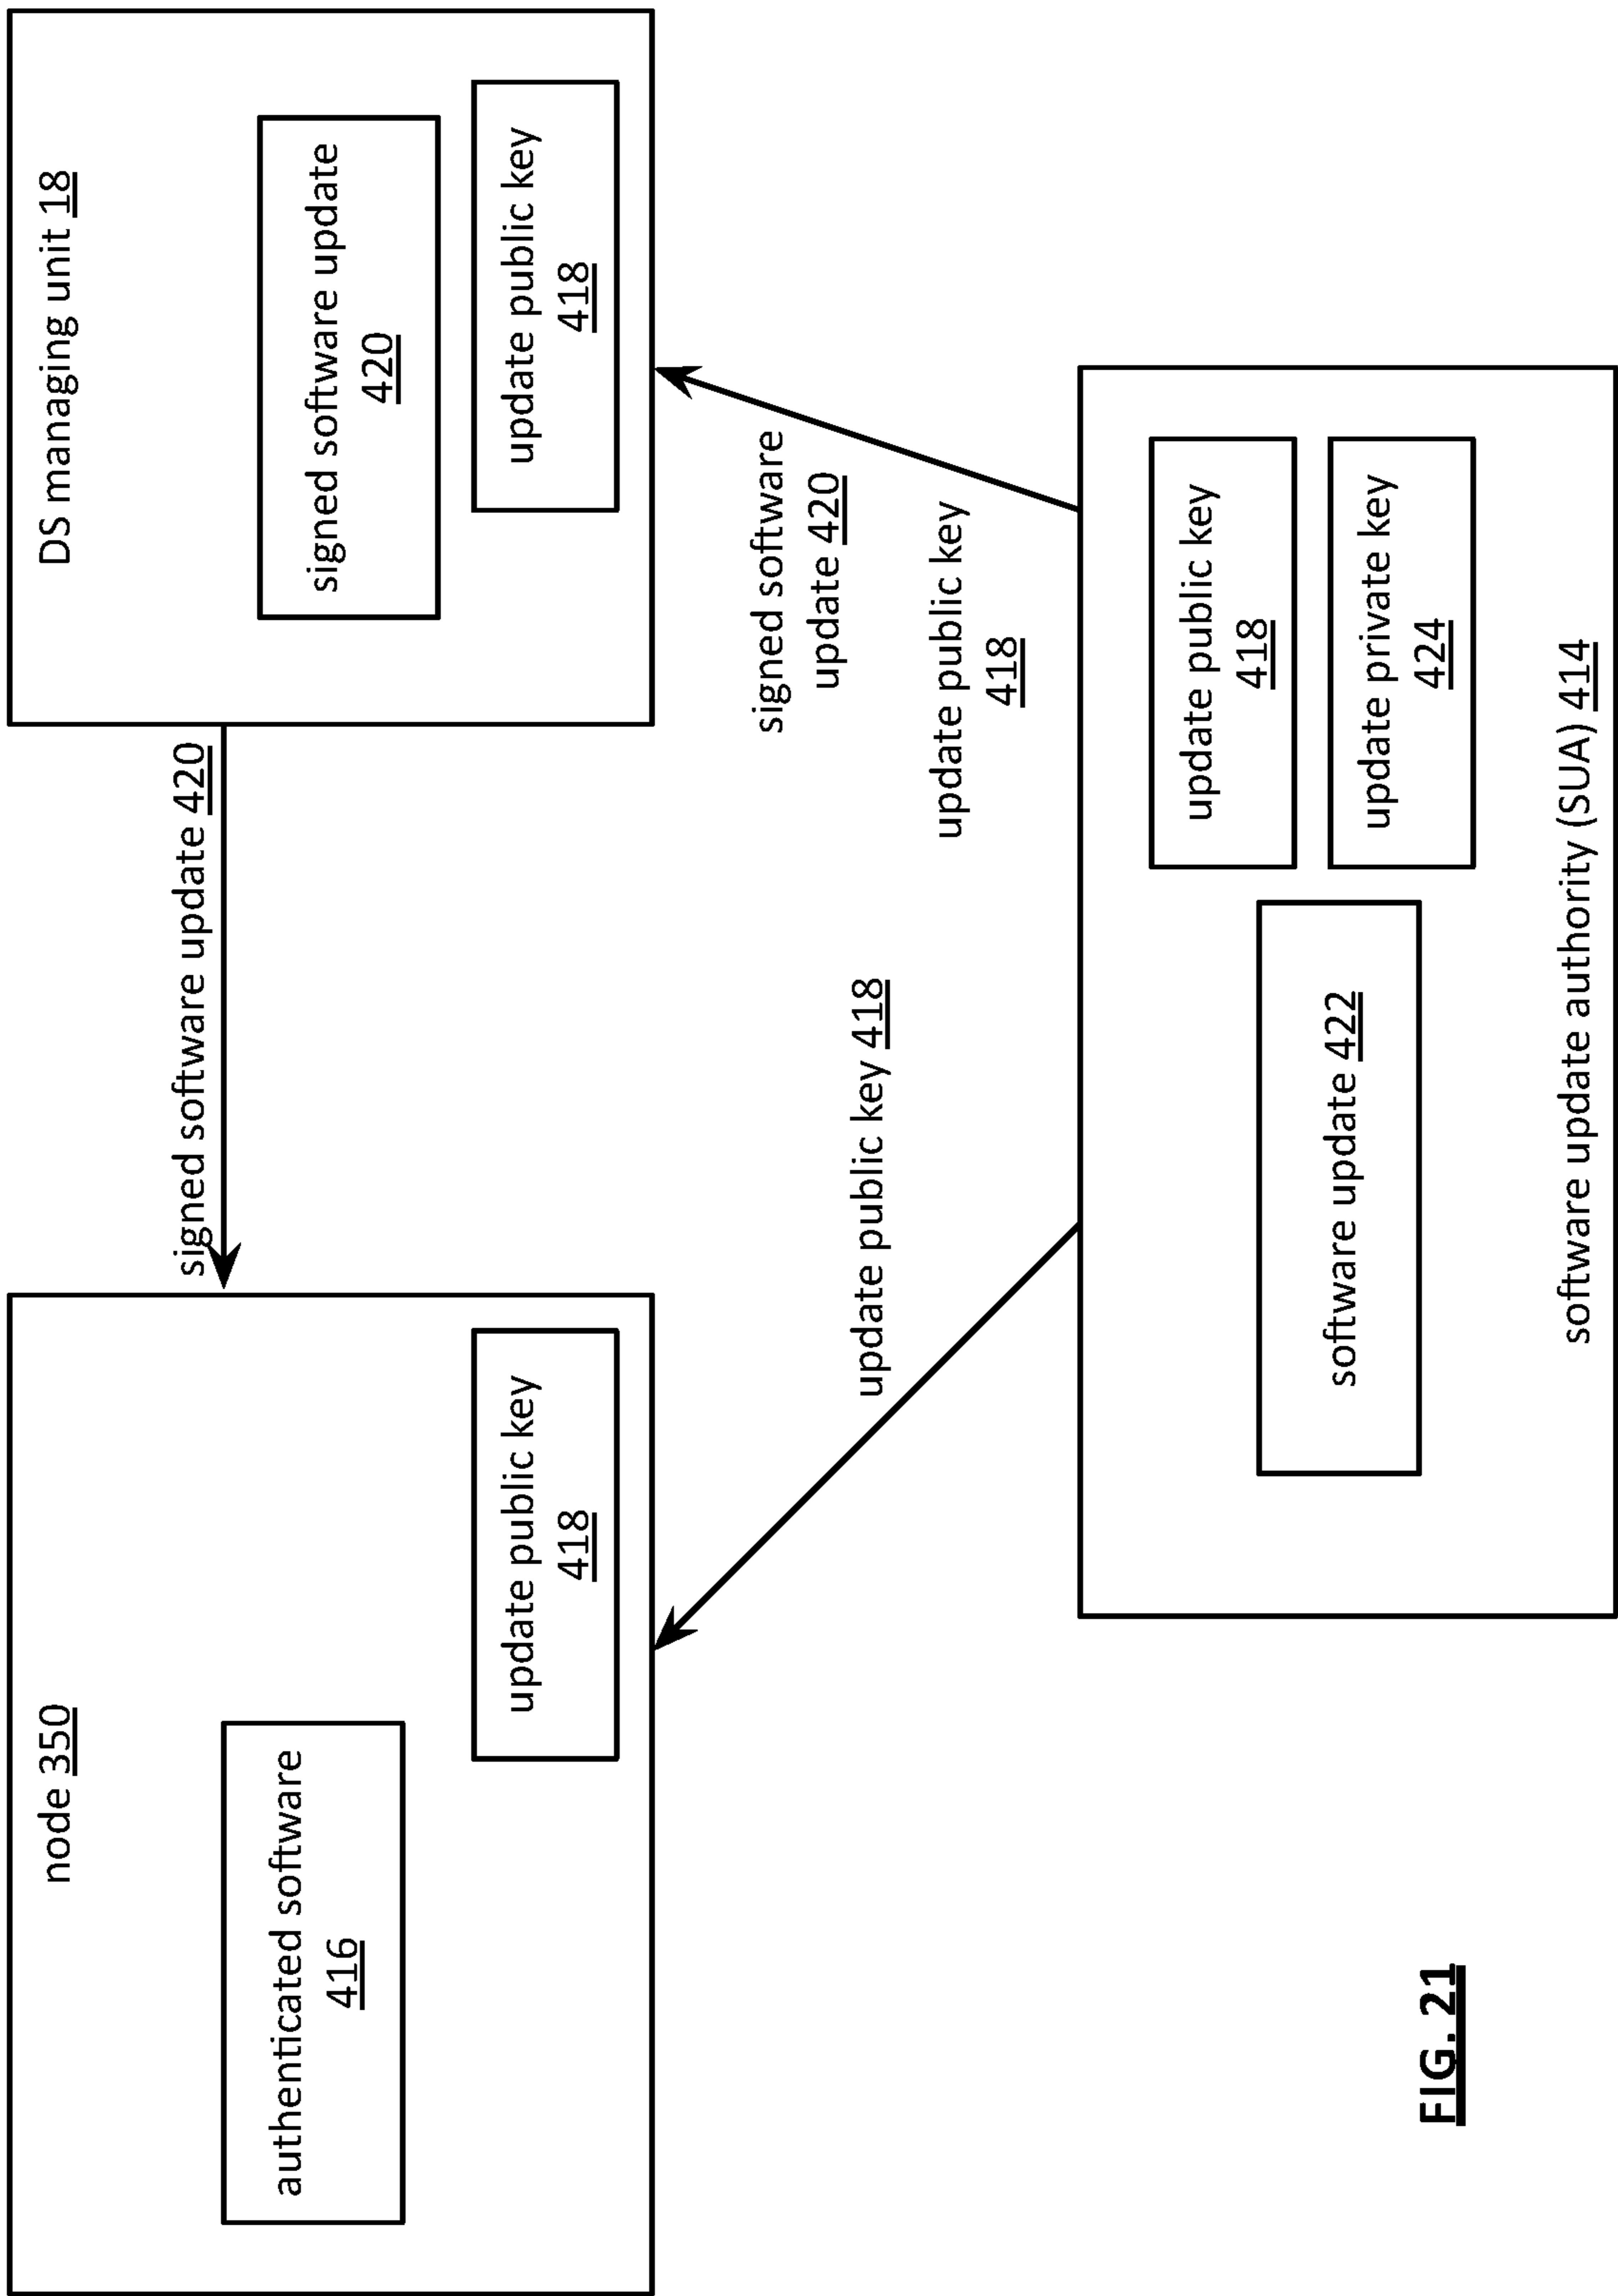 node 350
authenticated software
416
update public key
418
signed software update 420
DS managing unit 18
signed software update
420
update public key
418
update public key 418
signed software
update 420
update public key
418
software update 422
update public key
418
update private key
424
software update authority (SUA) 414
FIG. 21